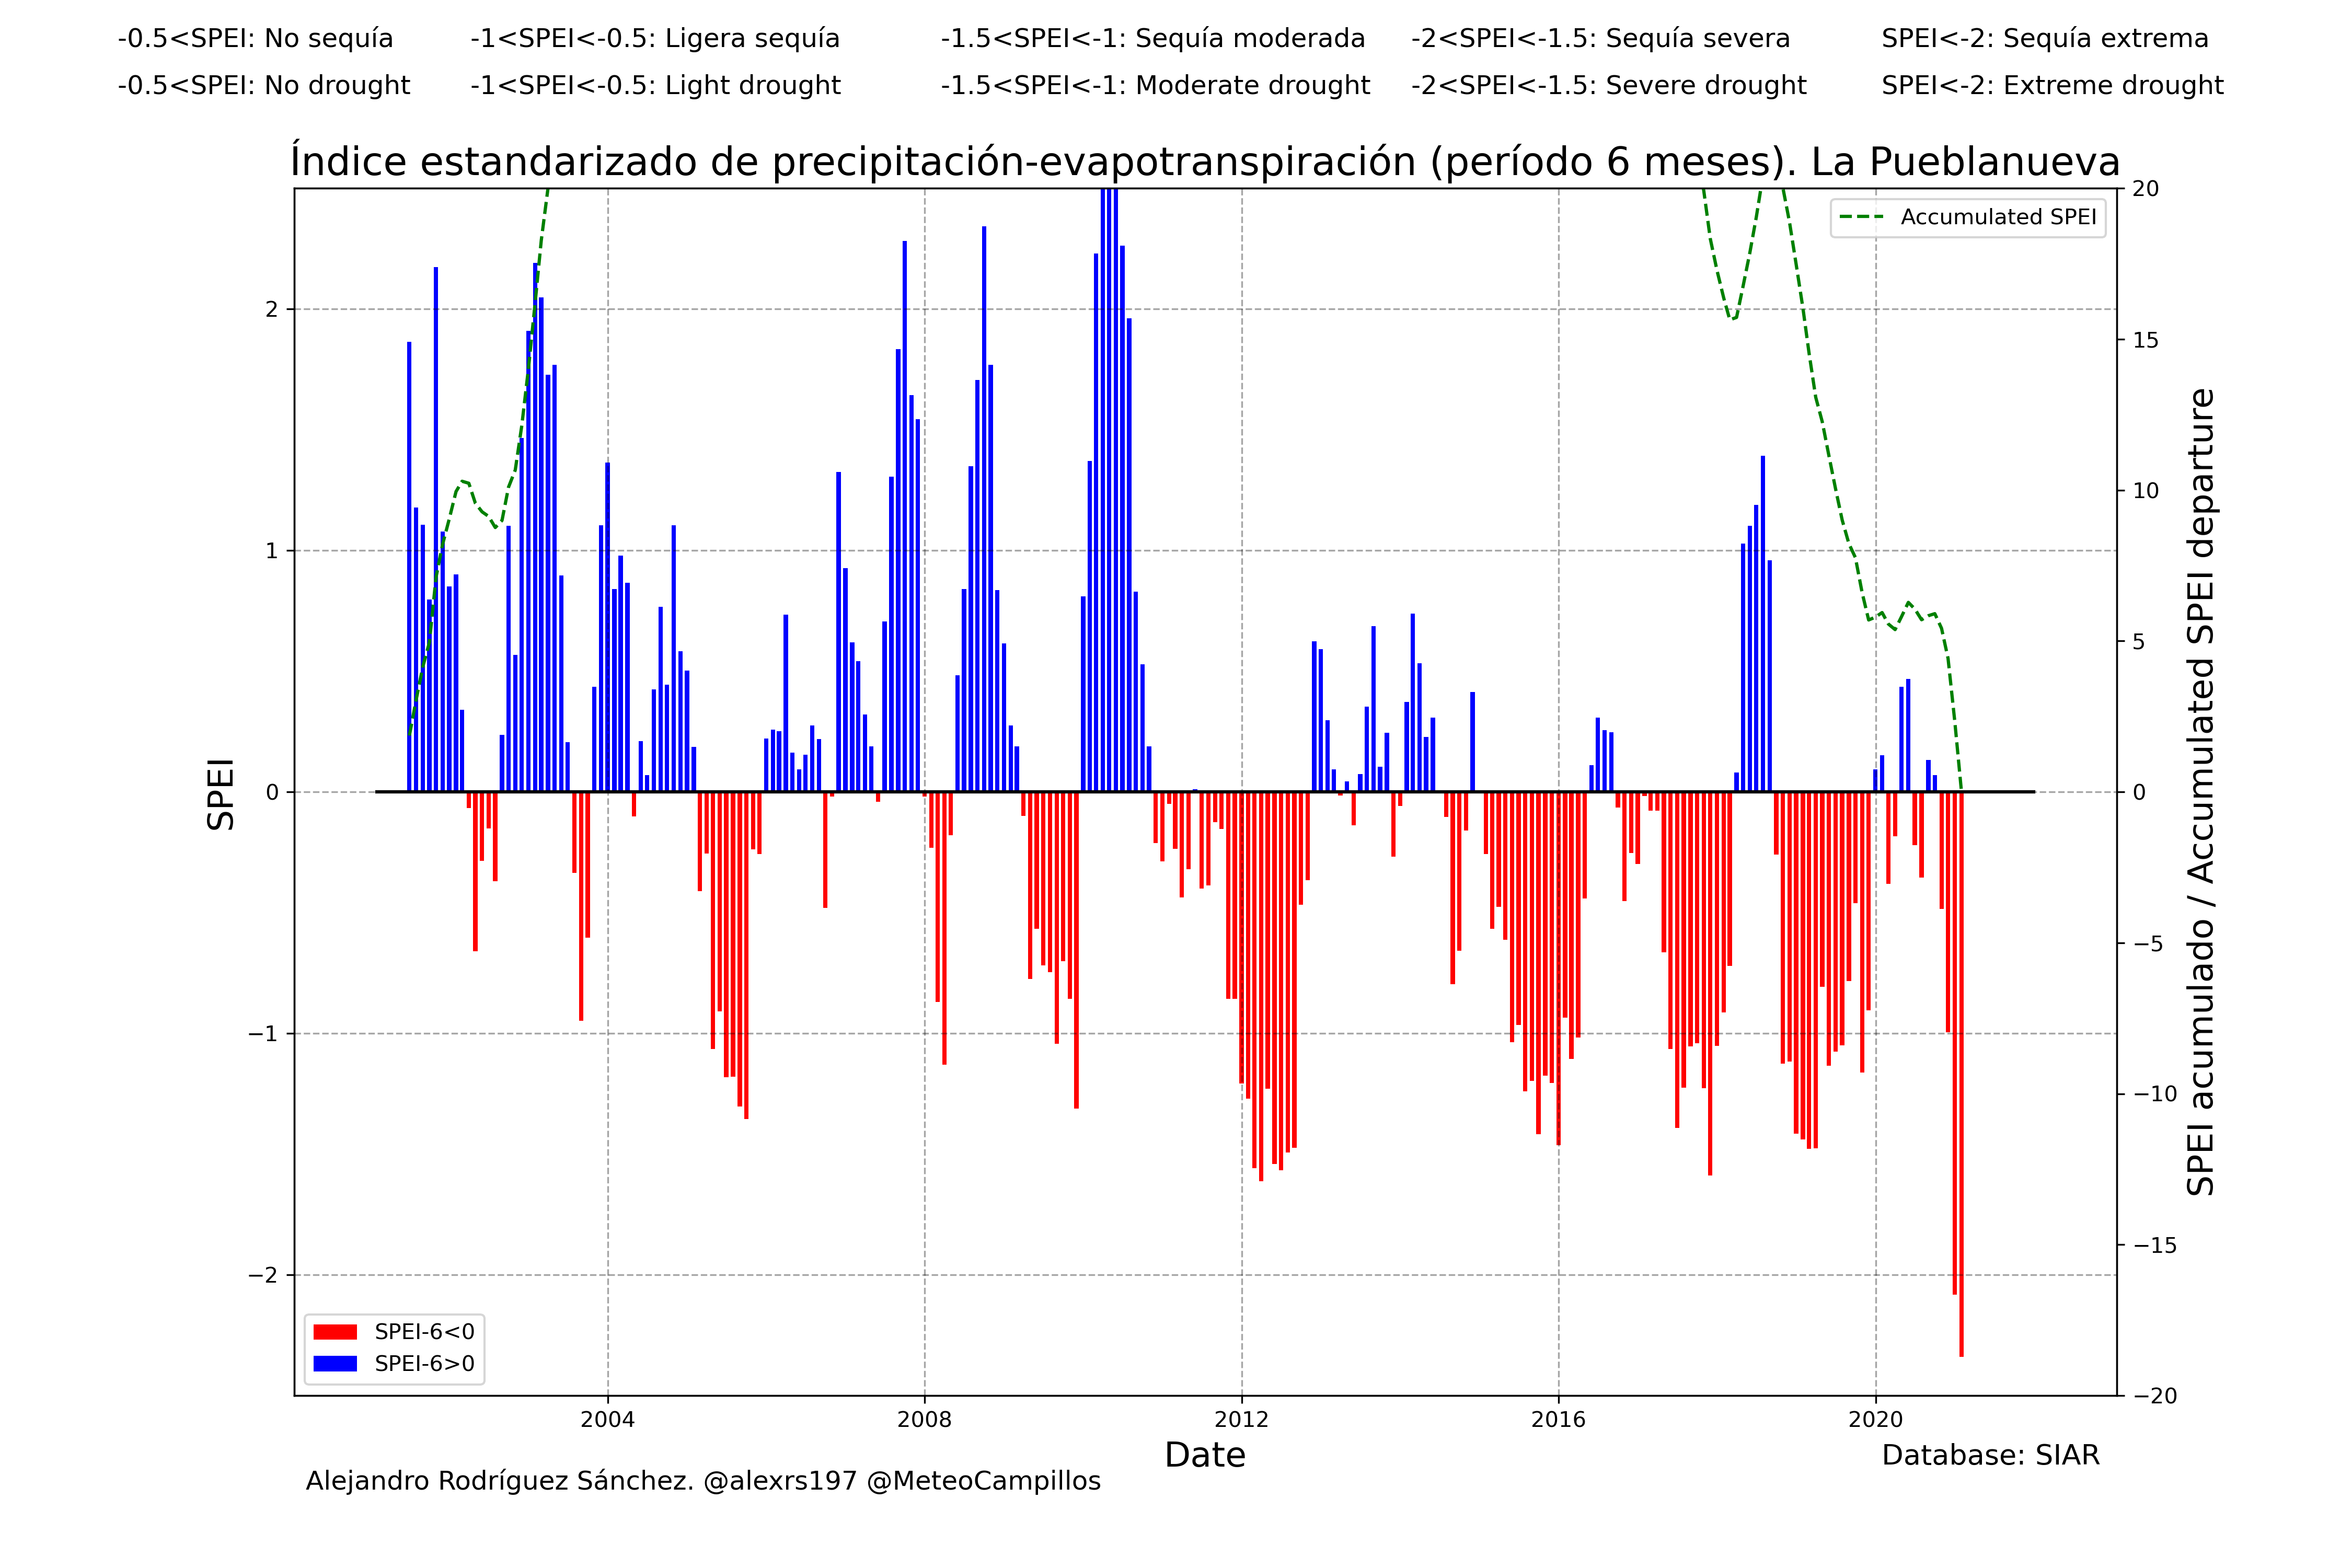 -0.5<SPEI: No sequía -1<SPEI<-0.5: Ligera sequía -1.5<SPEI<-1: Sequía moderada -2<SPEI<-1.5: Sequía severa SPEI<-2: Sequía extrema
-0.5<SPEI: No drought -1<SPEI<-0.5: Light drought -1.5<SPEI<-1: Moderate drought -2<SPEI<-1.5: Severe drought SPEI<-2: Extreme drought
Índice estandarizado de precipitación-evapotranspiración (período 6 meses). La Pueblanueva
Accumulated SPEI
SPEI
2
1
0
−1
−2
20
15
10
5
0
−5
−10
−15
−20
SPEI acumulado / Accumulated SPEI departure
SPEI-6<0
SPEI-6>0
2004 2008 2012 2016 2020
Date
Database: SIAR
Alejandro Rodríguez Sánchez. @alexrs197 @MeteoCampillos